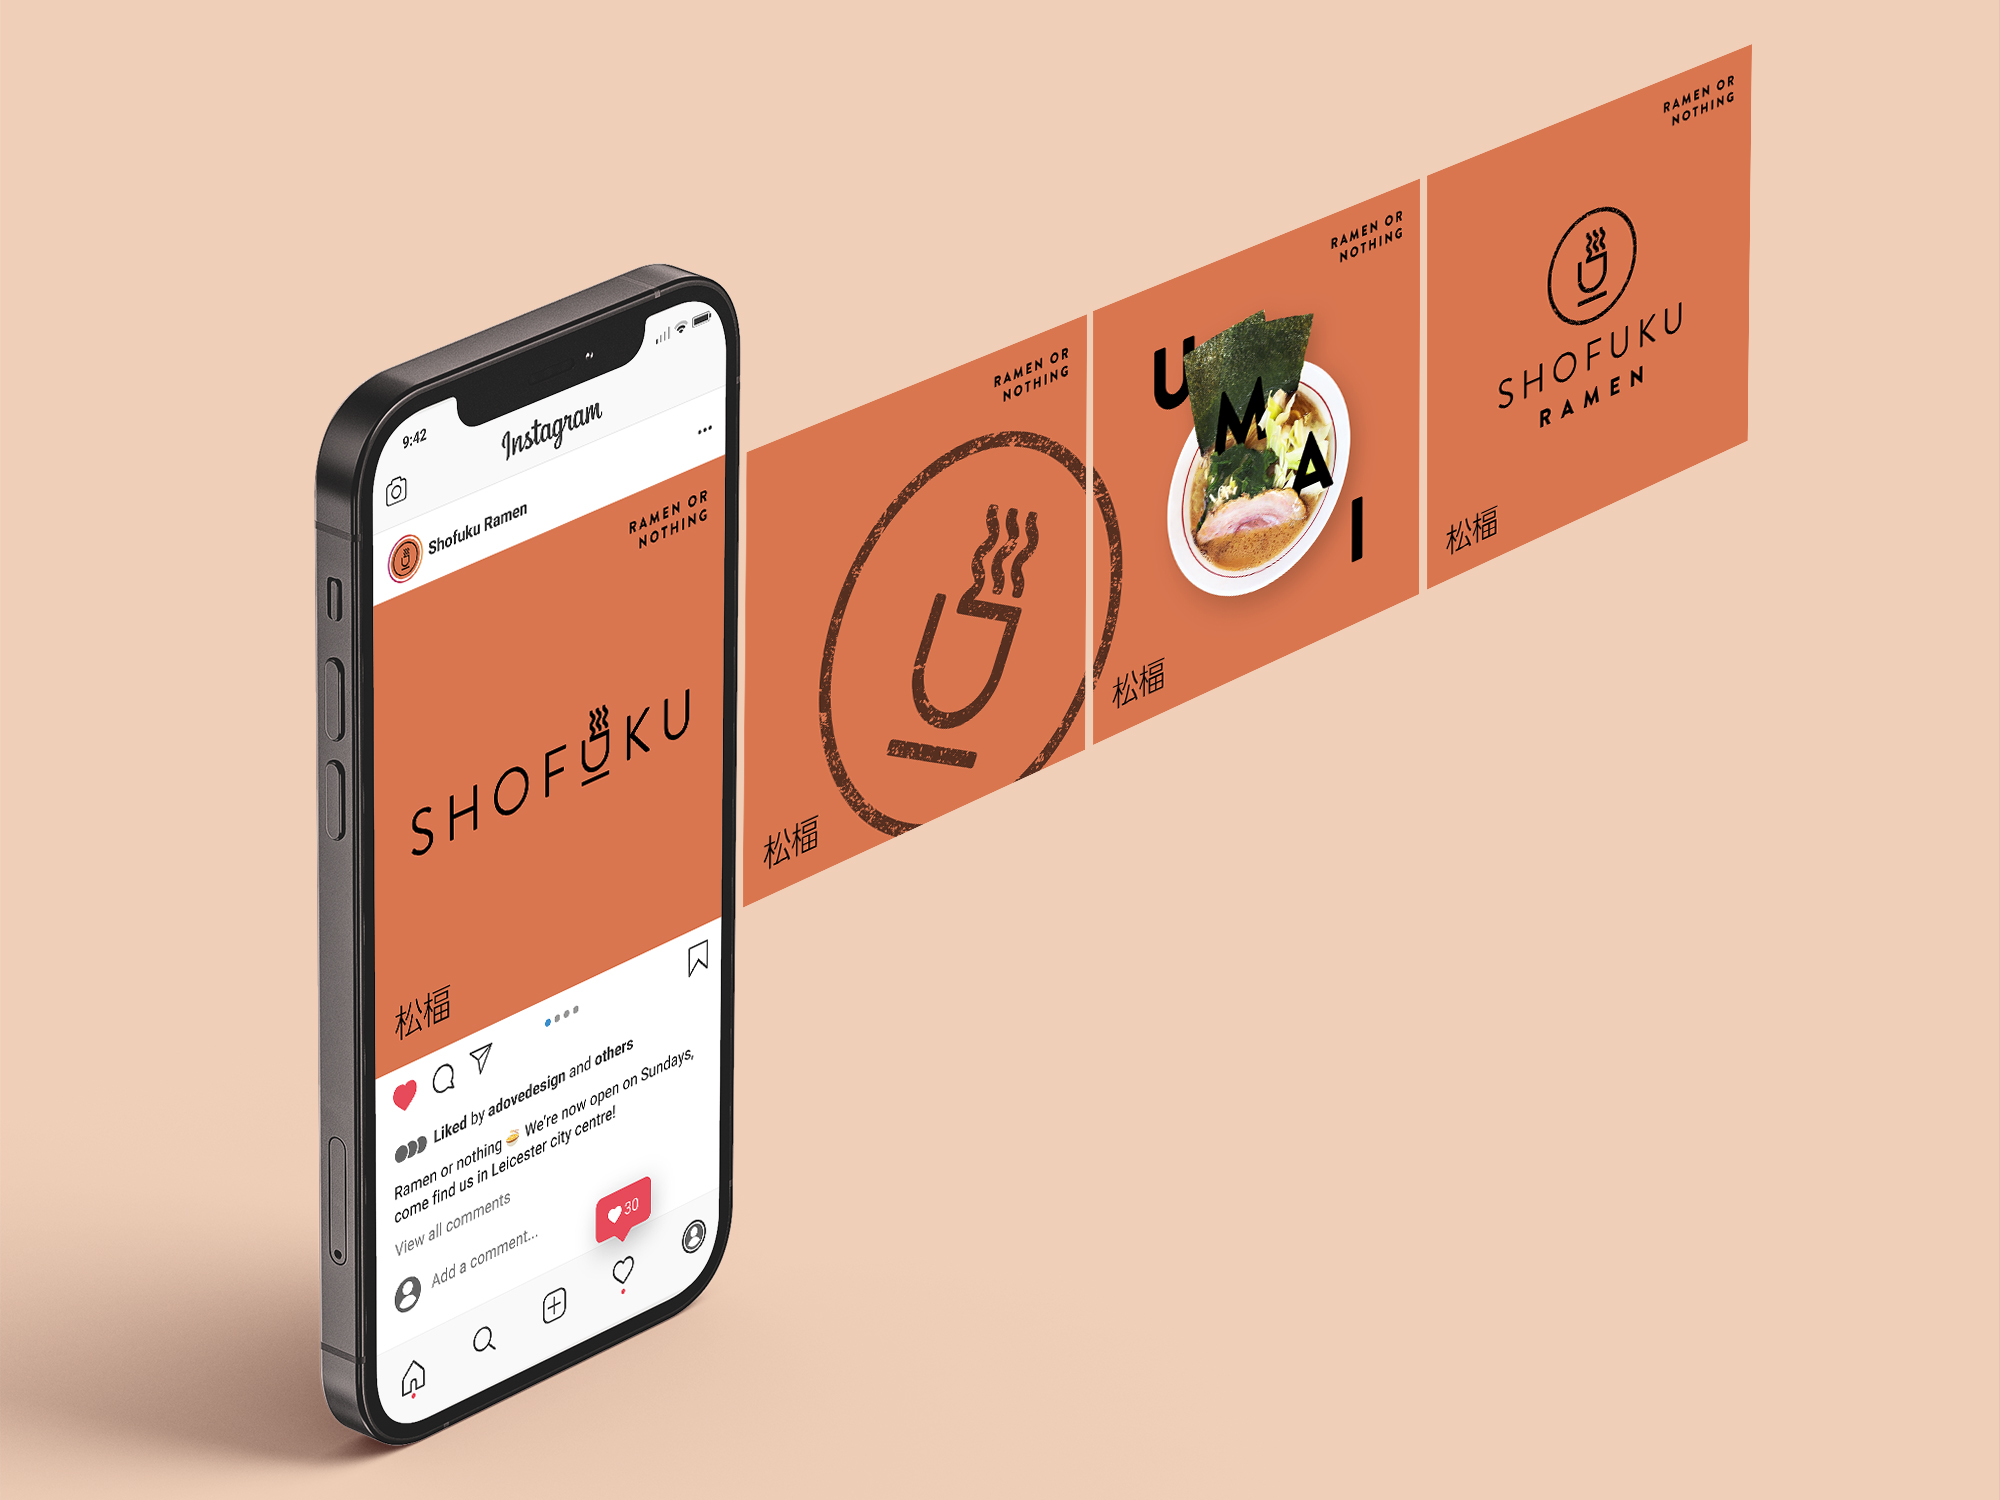 9:42
Instagram
Shofuku Ramen
RAMEN OR
NOTHING
SHOFUKU
松福
Liked by adovedesign and others
Ramen or nothing 🍜 We're now open on Sundays,
come find us in Leicester city centre!
View all comments
Add a comment...
30
RAMEN OR
NOTHING
松福
RAMEN OR
NOTHING
UMAI
松福
RAMEN OR
NOTHING
SHOFUKU
RAMEN
松福